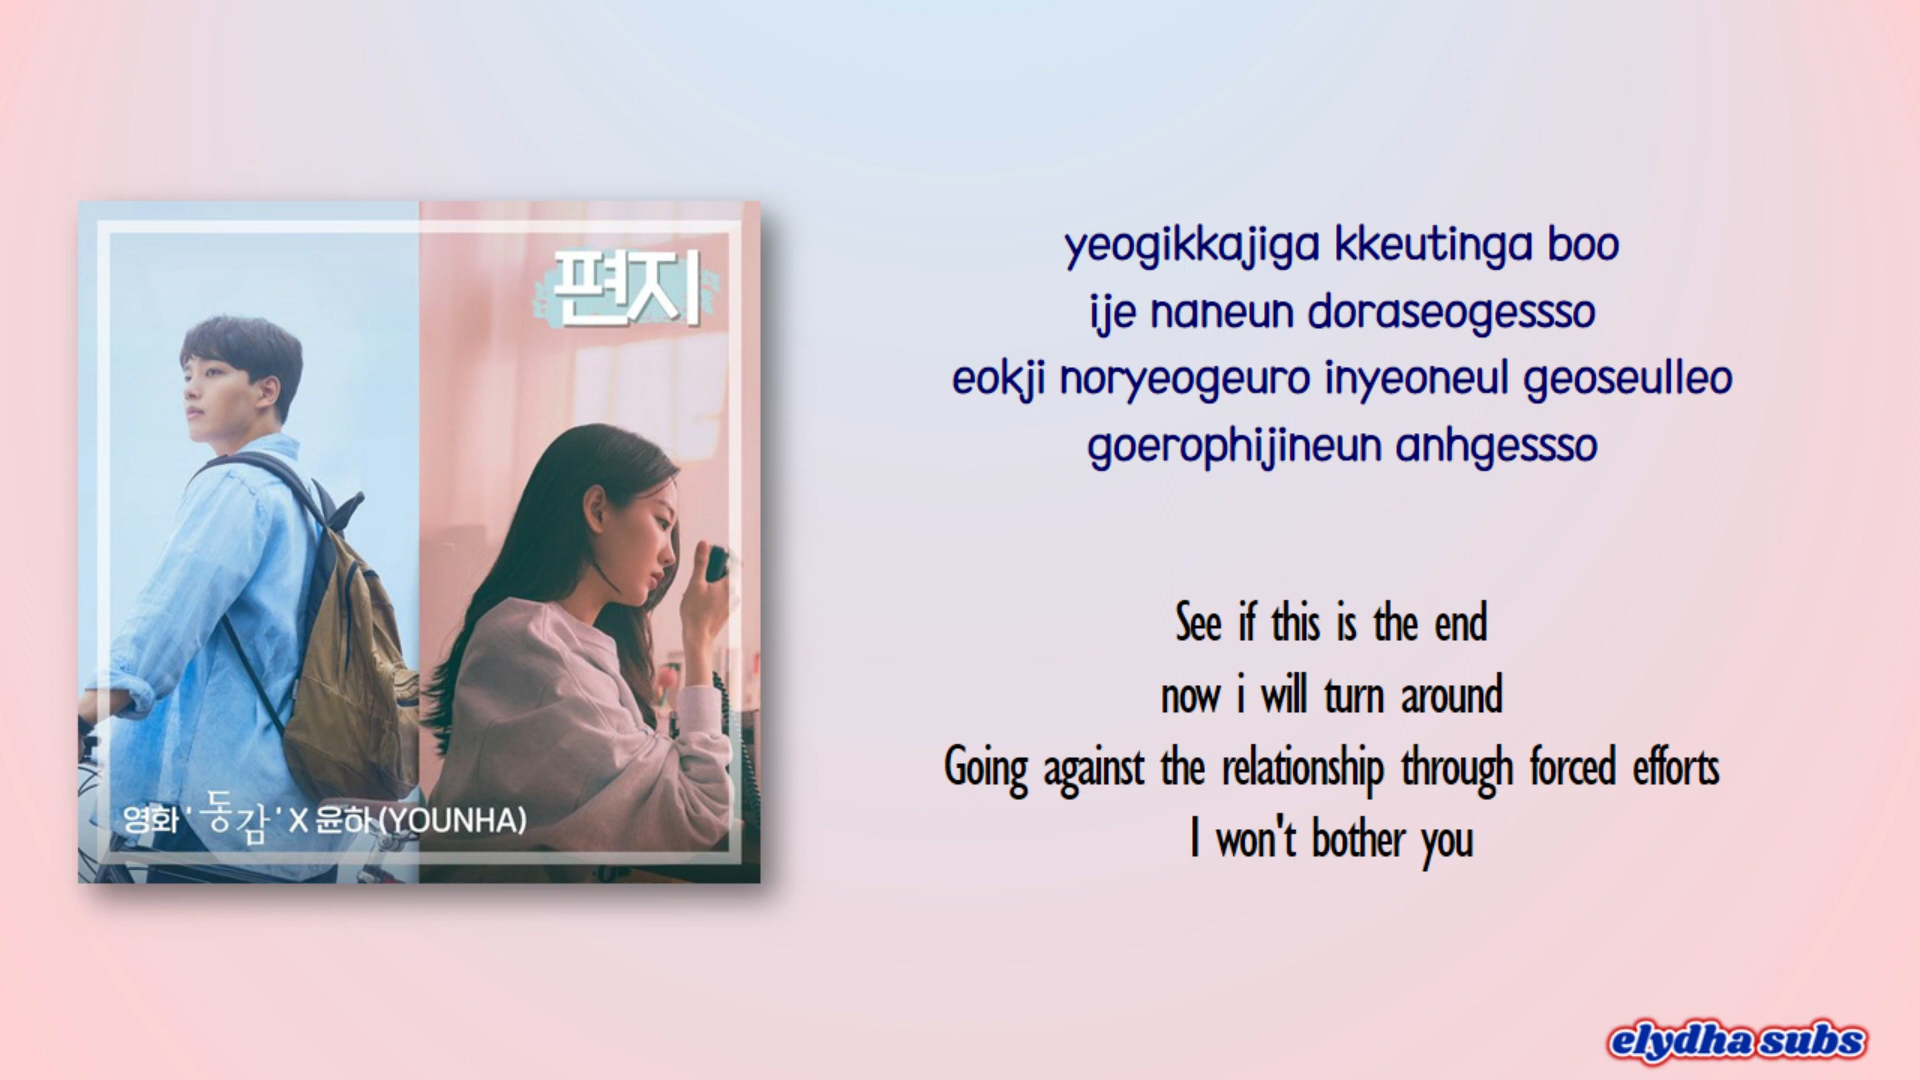 편지
영화 '동감' X 윤하 (YOUNHA)
yeogikkajiga kkeutinga boo
ije naneun doraseogessso
eokji noryeogeuro inyeoneul geoseulleo
goerophijineun anhgessso
See if this is the end
now i will turn around
Going against the relationship through forced efforts
I won't bother you
elydha subs